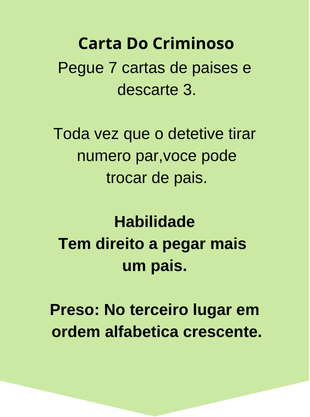 Carta Do Criminoso
Pegue 7 cartas de paises e
descarte 3.
Toda vez que o detetive tirar
numero par,voce pode
trocar de pais.
Habilidade
Tem direito a pegar mais
um pais.
Preso: No terceiro lugar em
ordem alfabetica crescente.